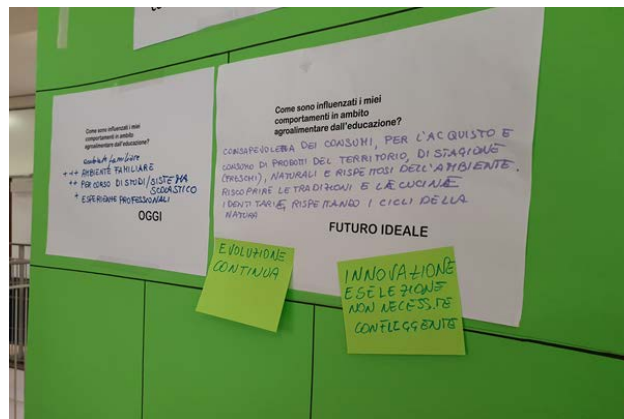 Come sono influenzati i miei
comportamenti in ambito
agroalimentare dall'educazione?
ambiente familiare
+++ AMBIENTE FAMILIARE
++ PERCORSO DI STUDI/SISTEMA
SCOLASTICO
+ ESPERIENZE PROFESSIONALI
OGGI
Come sono influenzati i miei
comportamenti in ambito
agroalimentare dall'educazione?
CONSAPEVOLEZZA DEI CONSUMI, PER L'ACQUISTO E
CONSUMO DI PRODOTTI DEL TERRITORIO, DI STAGIONE
(FRESCHI), NATURALI E RISPETTOSI DELL'AMBIENTE.
RISCOPRIRE LE TRADIZIONI E LE CUCINE
IDENTITARIE, RISPETTANDO I CICLI DELLA
NATURA
FUTURO IDEALE
EVOLUZIONE
CONTINUA
INNOVAZIONE
E SELEZIONE
NON NECESS.TE
CONFLIGGENTE